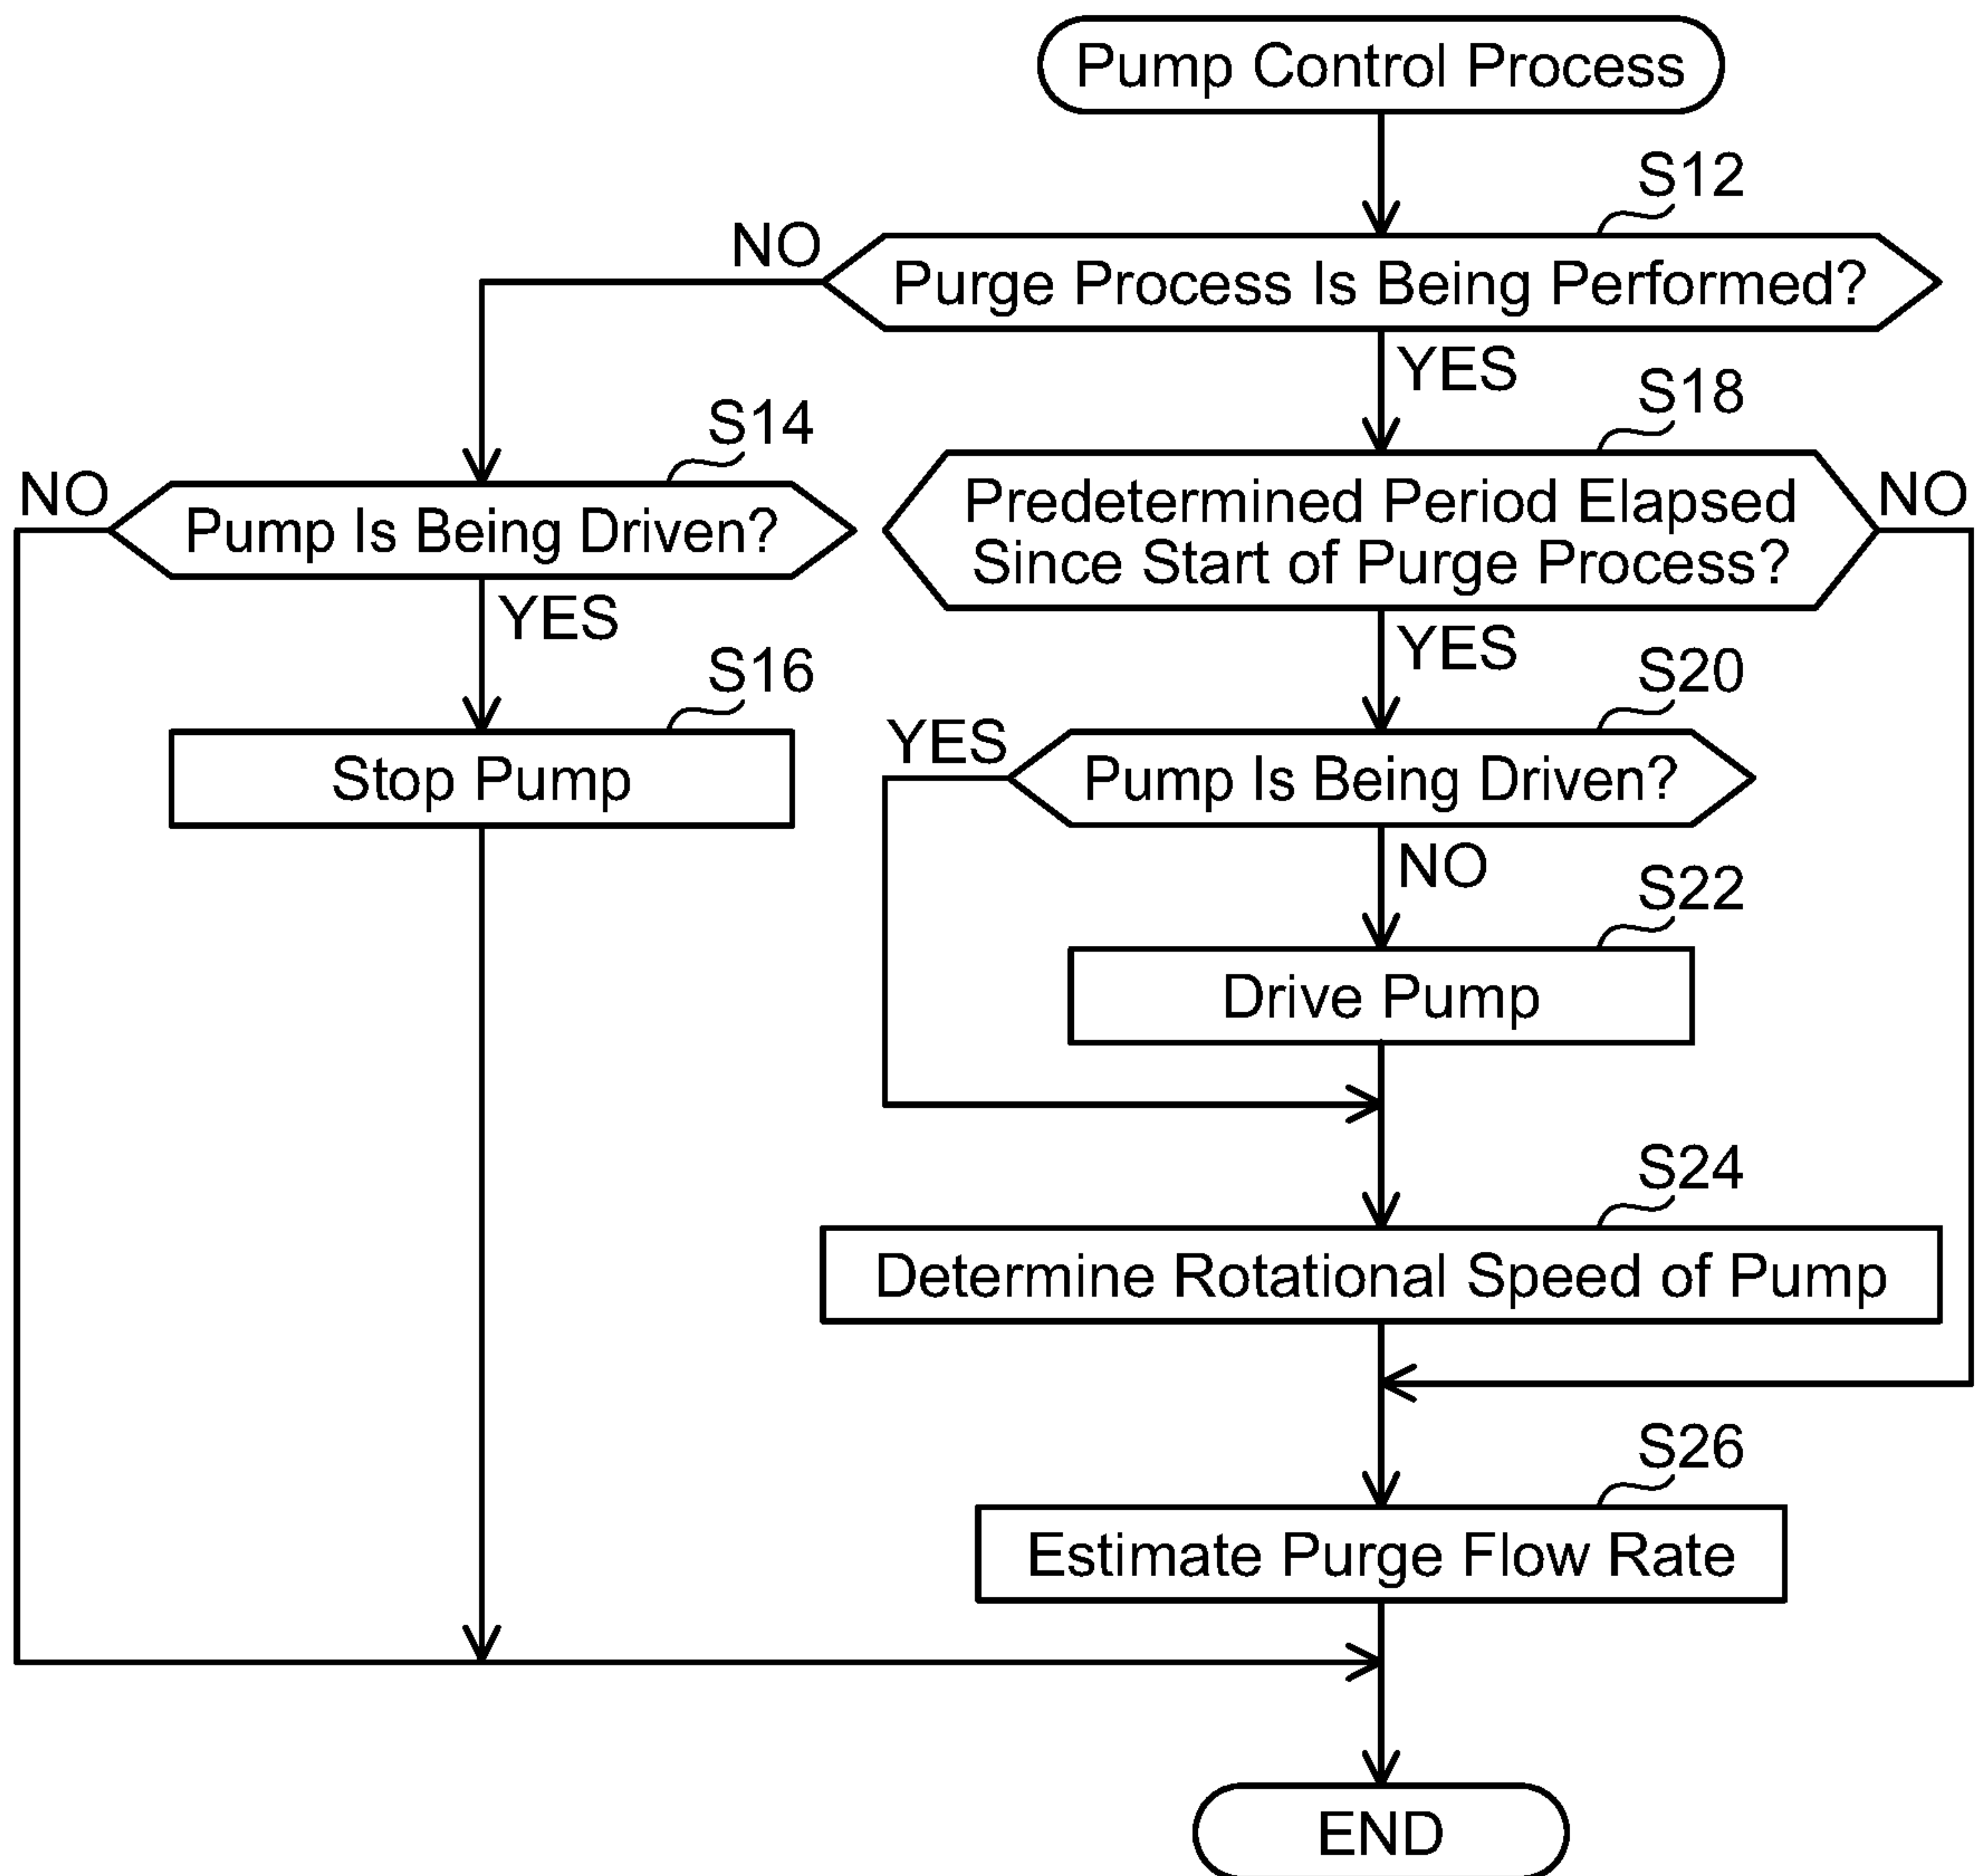 Pump Control Process
S12
NO
Purge Process Is Being Performed?
YES
S18
S14
NO
Pump Is Being Driven?
Predetermined Period Elapsed
Since Start of Purge Process?
NO
YES
YES
S16
S20
Stop Pump
YES
Pump Is Being Driven?
NO
S22
Drive Pump
S24
Determine Rotational Speed of Pump
S26
Estimate Purge Flow Rate
END